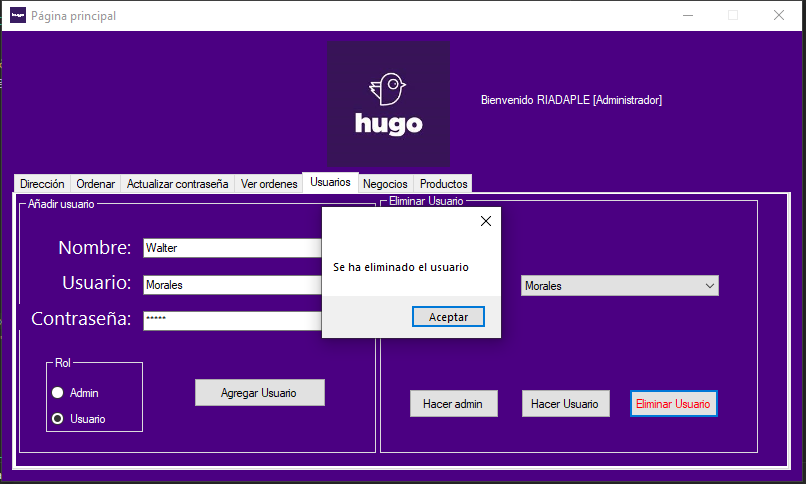 hugo Página principal
hugo
Bienvenido RIADAPLE [Administrador]
Dirección Ordenar Actualizar contraseña Ver ordenes Usuarios Negocios Productos
Añadir usuario
Nombre: Walter
Usuario: Morales
Contraseña: *****
Rol
Admin
Usuario
Agregar Usuario
Eliminar Usuario
Se ha eliminado el usuario
Aceptar
Morales
Hacer admin Hacer Usuario Eliminar Usuario